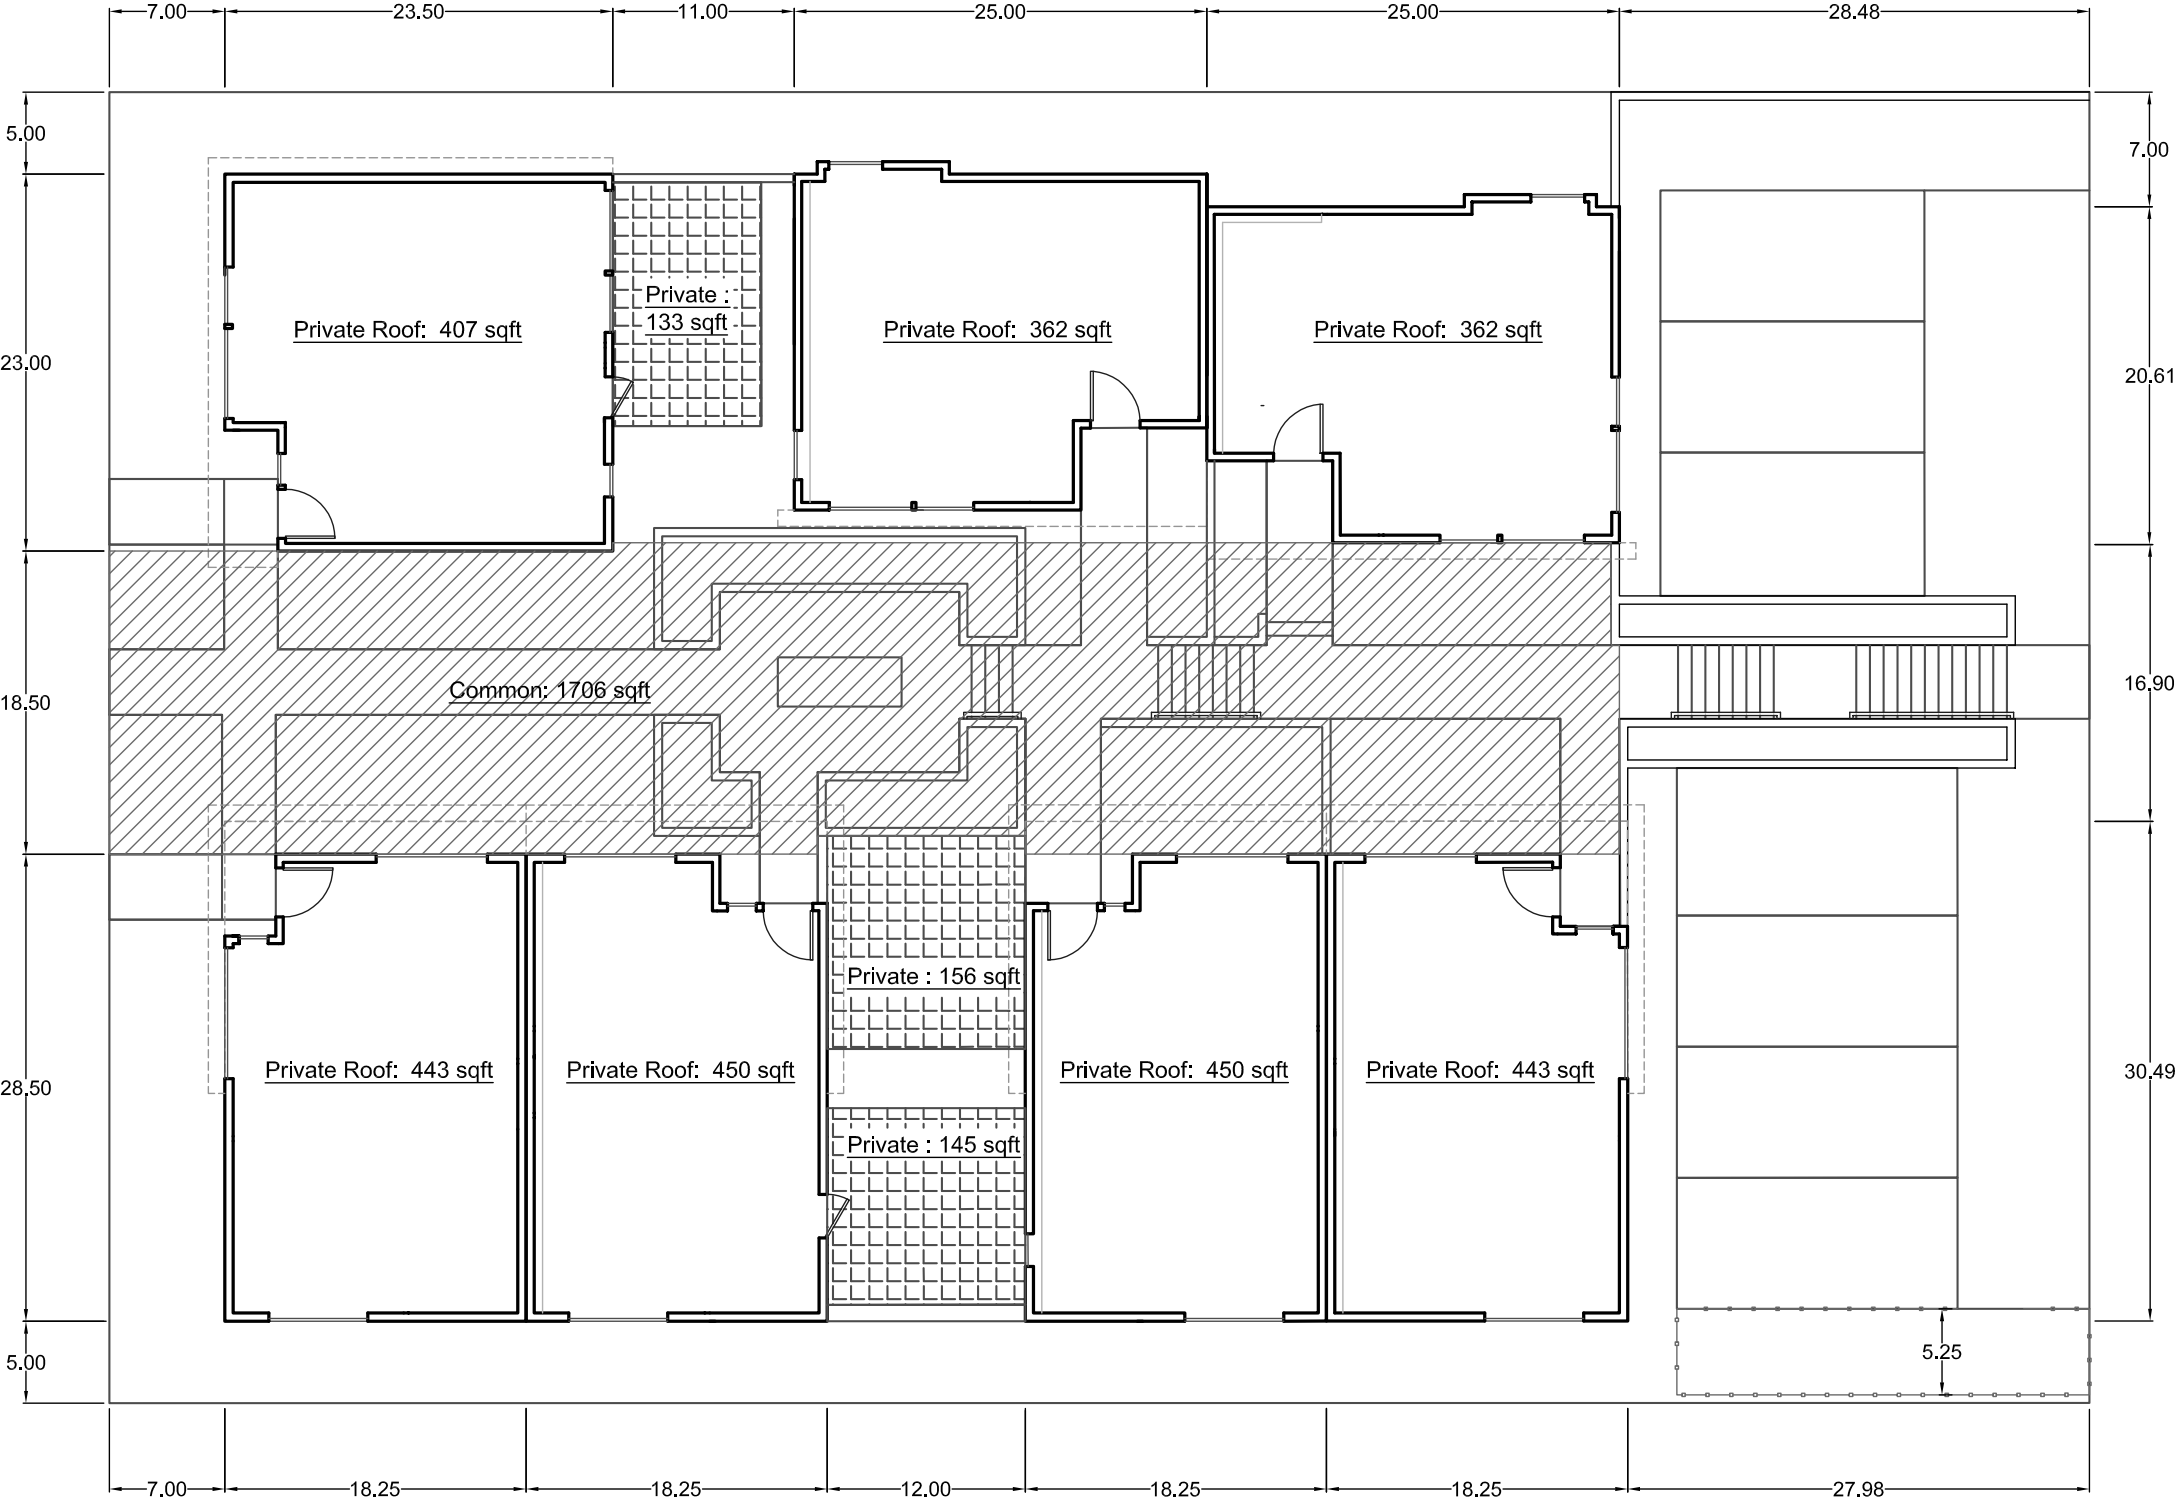 7.00
23.50
11.00
25.00
25.00
28.48
5.00
7.00
Private :
133 sqft
Private Roof: 407 sqft
Private Roof: 362 sqft
Private Roof: 362 sqft
23.00
20.61
Common: 1706 sqft
18.50
16.90
Private : 156 sqft
Private Roof: 443 sqft
Private Roof: 450 sqft
Private Roof: 450 sqft
Private Roof: 443 sqft
28.50
30.49
Private : 145 sqft
5.00
5.25
7.00
18.25
18.25
12.00
18.25
18.25
27.98